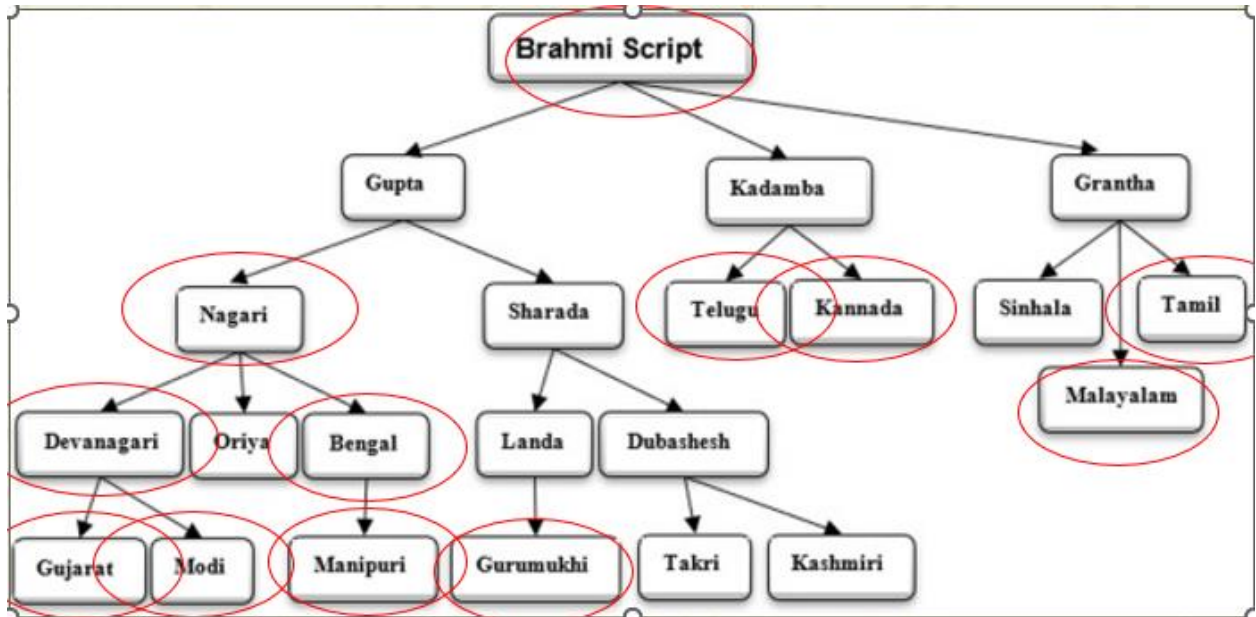 Brahmi Script
Gupta
Kadamba
Grantha
Nagari
Sharada
Telugu
Kannada
Sinhala
Tamil
Malayalam
Devanagari
Oriya
Bengal
Landa
Dubashesh
Gujarat
Modi
Manipuri
Gurumukhi
Takri
Kashmiri